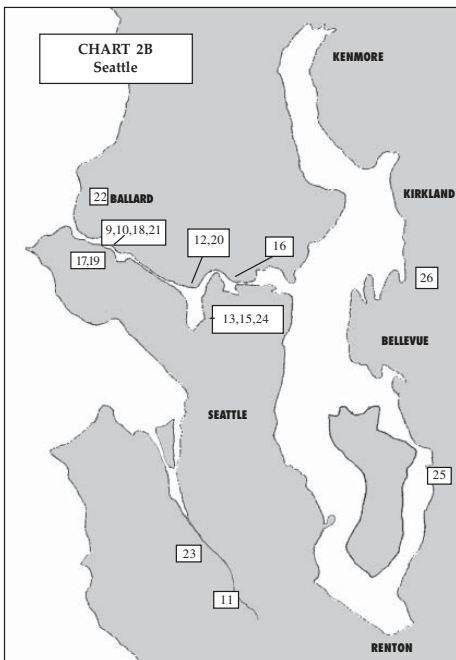 CHART 2B
Seattle
KENMORE
KIRKLAND
22
BALLARD
9,10,18,21
12,20
16
17,19
26
13,15,24
BELLEVUE
SEATTLE
25
23
11
RENTON